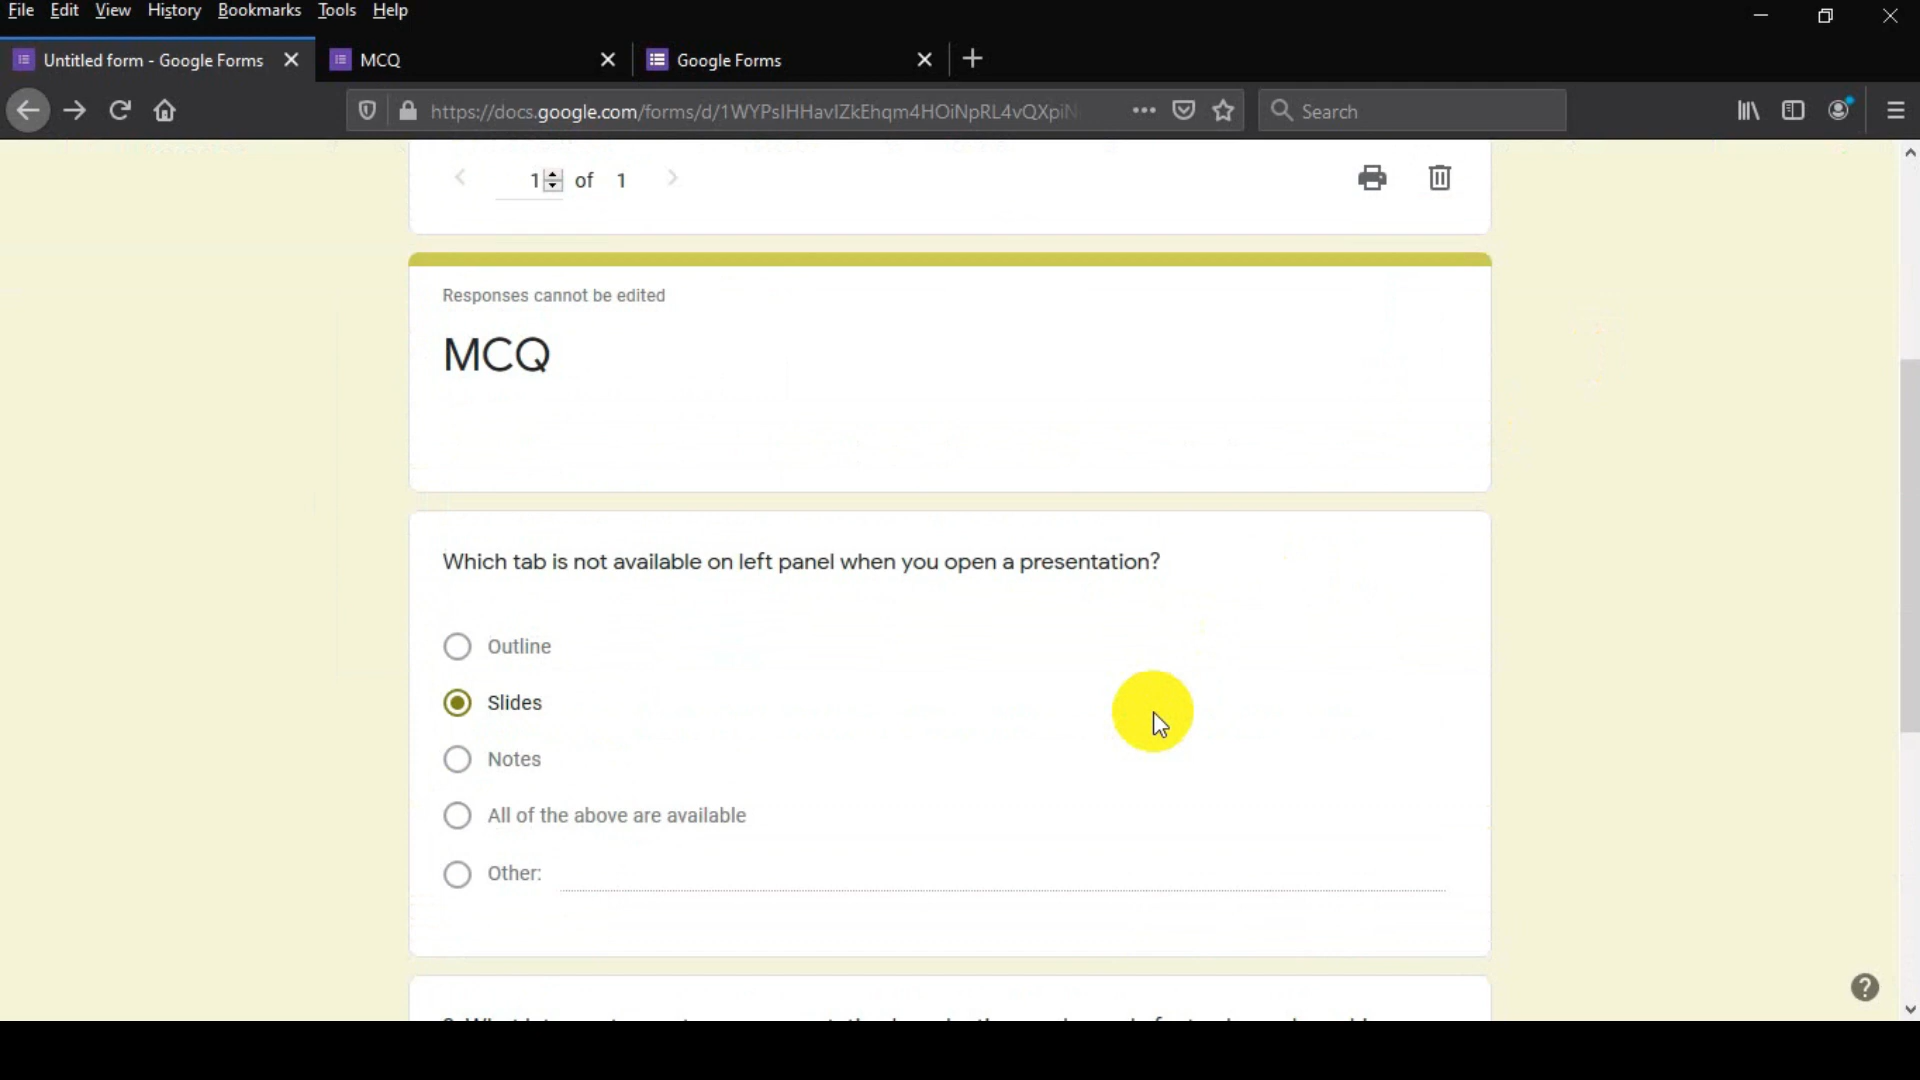 File Edit View History Bookmarks Tools Help
Untitled form - Google Forms MCQ Google Forms
https://docs.google.com/forms/d/1WYPsIHHavIZkEhqm4HOiNpRL4vQXpiN Search
1 of 1
Responses cannot be edited
MCQ
Which tab is not available on left panel when you open a presentation?
Outline
Slides
Notes
All of the above are available
Other: